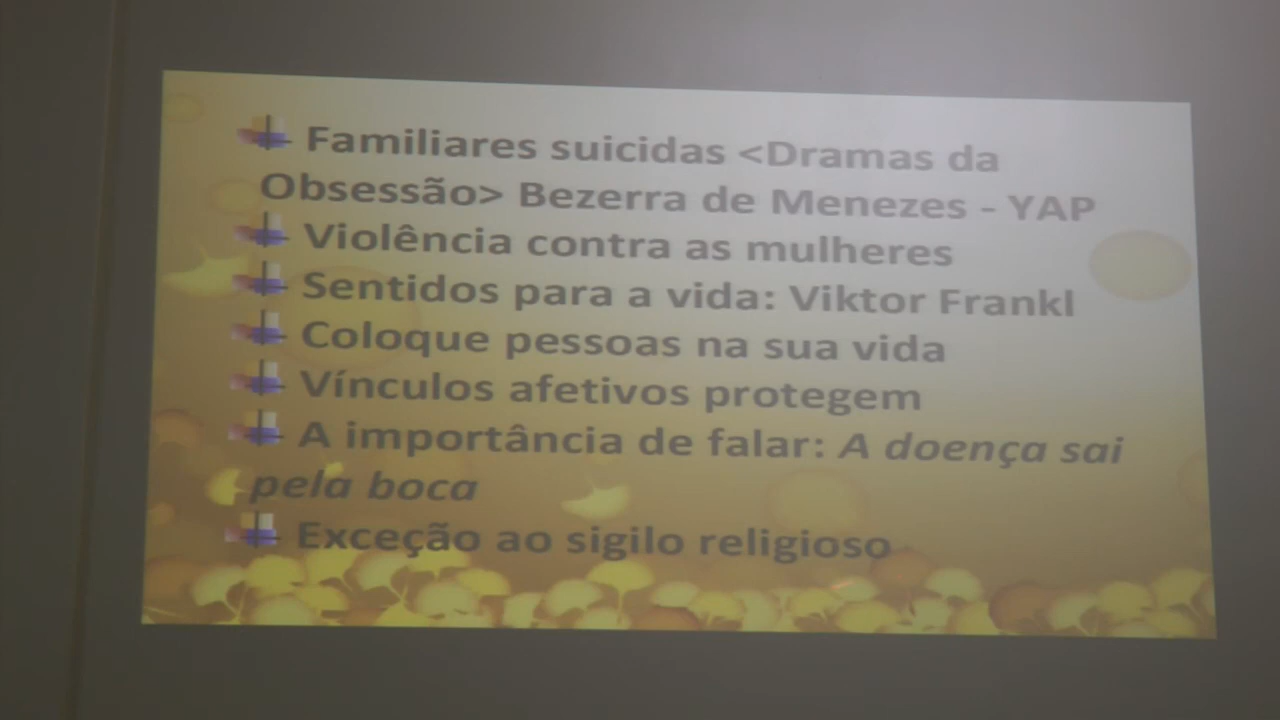 Familiares suicidas <Dramas da
Obsessão> Bezerra de Menezes - YAP
Violência contra as mulheres
Sentidos para a vida: Viktor Frankl
Coloque pessoas na sua vida
Vínculos afetivos protegem
A importância de falar: A doença sai
pela boca
Exceção ao sigilo religioso